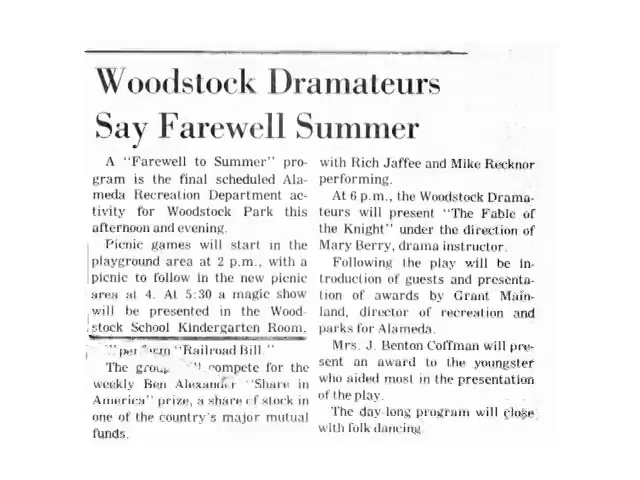 Woodstock Dramateurs
Say Farewell Summer
A "Farewell to Summer" pro-
gram is the final scheduled Ala-
meda Recreation Department ac-
tivity for Woodstock Park this
afternoon and evening.
Picnic games will start in the
playground area at 2 p.m., with a
picnic to follow in the new picnic
area at 4. At 5:30 a magic show
will be presented in the Wood-
stock School Kindergarten Room,
"Railroad Bill."
The compete for the
weekly Ben Alexander "Share in
America" prize, a share of stock in
one of the country's major mutual
funds.
with Rich Jaffee and Mike Recknor
performing.
At 6 p.m., the Woodstock Drama-
teurs will present "The Fable of
the Knight" under the direction of
Mary Berry, drama instructor.
Following the play will be in-
troduction of guests and presenta-
tion of awards by Grant Main-
land, director of recreation and
parks for Alameda.
Mrs. J. Benton Coffman will pre-
sent an award to the youngster
who aided most in the presentation
of the play.
The day-long program will close
with folk dancing